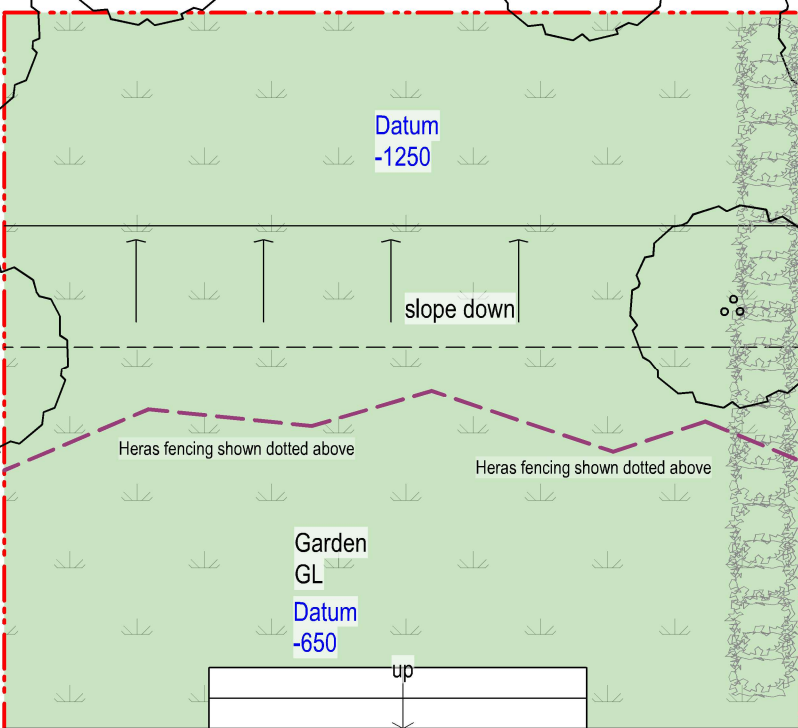 Datum
-1250
slope down
Heras fencing shown dotted above
Heras fencing shown dotted above
Garden
GL
Datum
-650
up